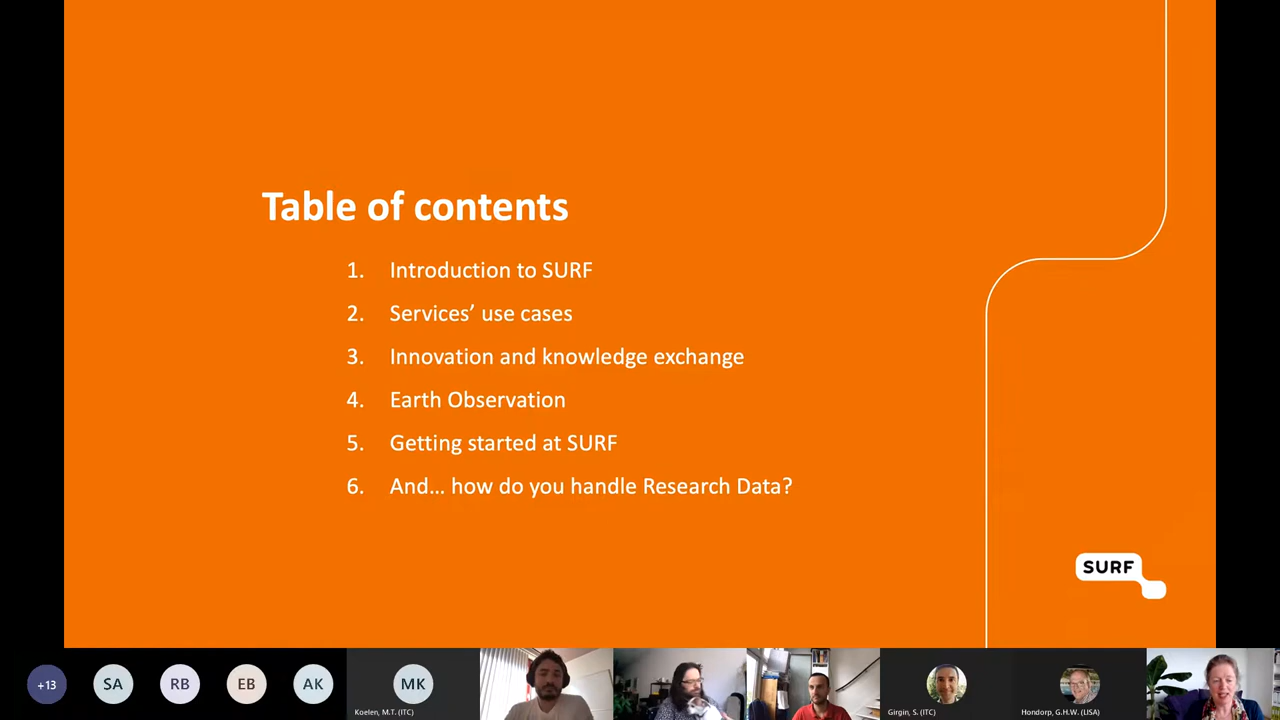 Table of contents
1. Introduction to SURF
2. Services’ use cases
3. Innovation and knowledge exchange
4. Earth Observation
5. Getting started at SURF
6. And... how do you handle Research Data?
SURF
+13
SA
RB
EB
AK
MK
Koelen, M.T. (ITC)
Girgin, S. (ITC)
Hondorp, G.H.W. (LISA)